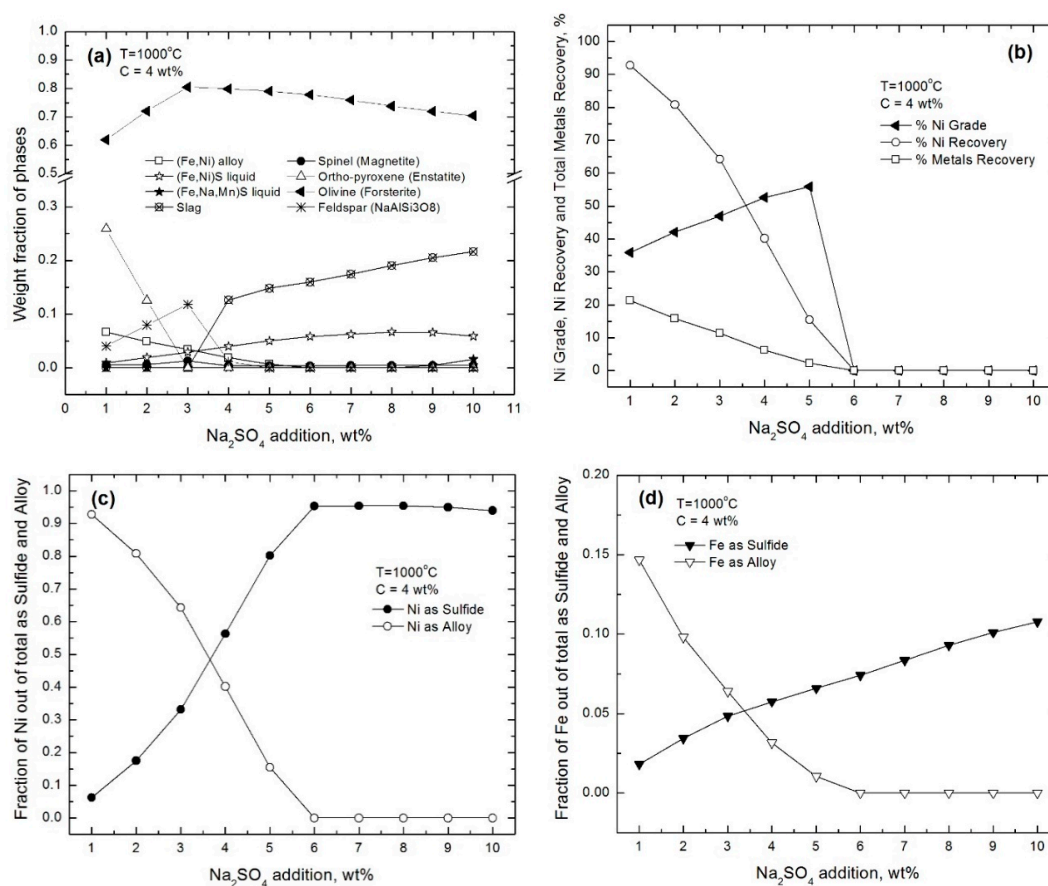 (a)
T=1000°C
C = 4 wt%
1.0
0.9
0.8
0.7
0.6
0.5
0.3
0.2
0.1
0.0
Weight fraction of phases
(Fe,Ni) alloy
(Fe,Ni)S liquid
(Fe,Na,Mn)S liquid
Slag
Spinel (Magnetite)
Ortho-pyroxene (Enstatite)
Olivine (Forsterite)
Feldspar (NaAlSi3O8)
0 1 2 3 4 5 6 7 8 9 10 11
Na₂SO₄ addition, wt%
(b)
T=1000°C
C = 4 wt%
% Ni Grade
% Ni Recovery
% Metals Recovery
100
95
90
85
80
75
70
65
60
55
50
45
40
35
30
25
20
15
10
5
0
Ni Grade, Ni Recovery and Total Metals Recovery, %
1 2 3 4 5 6 7 8 9 10
Na₂SO₄ addition, wt%
(c)
T=1000°C
C = 4 wt%
Ni as Sulfide
Ni as Alloy
1.0
0.9
0.8
0.7
0.6
0.5
0.4
0.3
0.2
0.1
0.0
Fraction of Ni out of total as Sulfide and Alloy
1 2 3 4 5 6 7 8 9 10
Na₂SO₄ addition, wt%
(d)
T=1000°C
C = 4 wt%
Fe as Sulfide
Fe as Alloy
0.20
0.15
0.10
0.05
0.00
Fraction of Fe out of total as Sulfide and Alloy
1 2 3 4 5 6 7 8 9 10
Na₂SO₄ addition, wt%